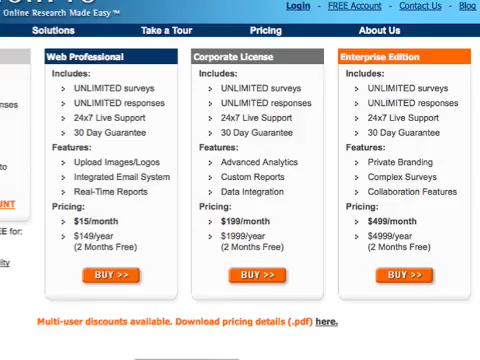 Online Research Made Easy™
Login - FREE Account - Contact Us - Blog
Solutions Take a Tour Pricing About Us
Web Professional
Includes:
> UNLIMITED surveys
> UNLIMITED responses
> 24x7 Live Support
> 30 Day Guarantee
Features:
> Upload Images/Logos
> Integrated Email System
> Real-Time Reports
Pricing:
> $15/month
> $149/year
(2 Months Free)
BUY >>
Corporate License
Includes:
> UNLIMITED surveys
> UNLIMITED responses
> 24x7 Live Support
> 30 Day Guarantee
Features:
> Advanced Analytics
> Custom Reports
> Data Integration
Pricing:
> $199/month
> $1999/year
(2 Months Free)
BUY >>
Enterprise Edition
Includes:
> UNLIMITED surveys
> UNLIMITED responses
> 24x7 Live Support
> 30 Day Guarantee
Features:
> Private Branding
> Complex Surveys
> Collaboration Features
Pricing:
> $499/month
> $4999/year
(2 Months Free)
BUY >>
Multi-user discounts available. Download pricing details (.pdf) here.